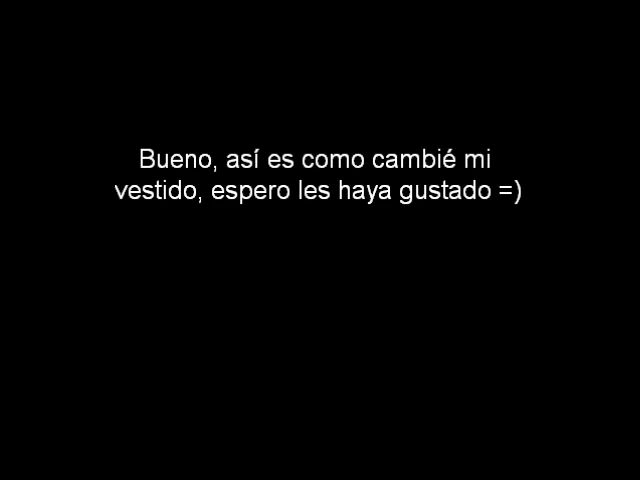 Bueno, así es como cambié mi
vestido, espero les haya gustado =)